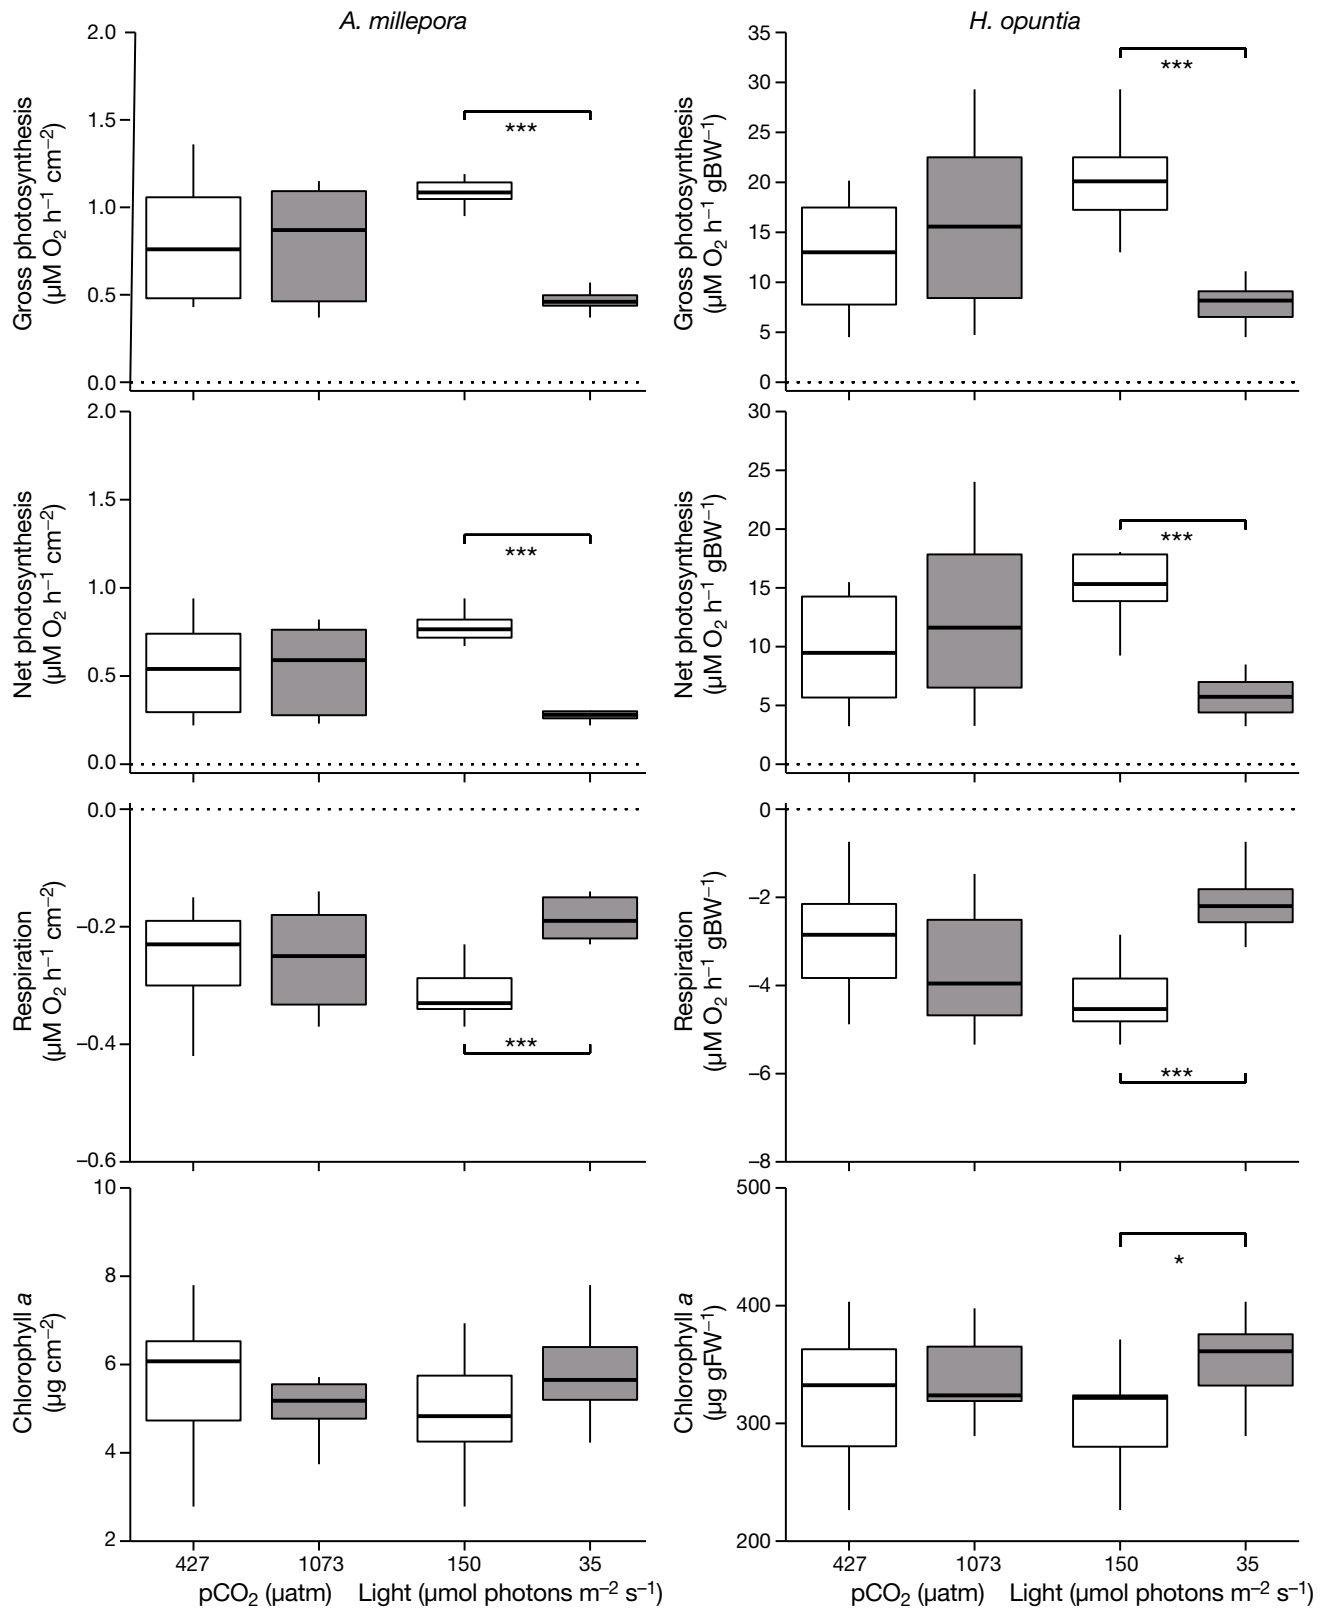 A. millepora
H. opuntia
Gross photosynthesis
(µM O₂ h⁻¹ cm⁻²)
2.0
1.5
1.0
0.5
0.0
***
Gross photosynthesis
(µM O₂ h⁻¹ gBW⁻¹)
35
30
25
20
15
10
5
0
***
Net photosynthesis
(µM O₂ h⁻¹ cm⁻²)
2.0
1.5
1.0
0.5
0.0
***
Net photosynthesis
(µM O₂ h⁻¹ gBW⁻¹)
30
25
20
15
10
5
0
***
Respiration
(µM O₂ h⁻¹ cm⁻²)
0.0
–0.2
–0.4
–0.6
***
Respiration
(µM O₂ h⁻¹ gBW⁻¹)
0
–2
–4
–6
–8
***
Chlorophyll a
(µg cm⁻²)
10
8
6
4
2
Chlorophyll a
(µg gFW⁻¹)
500
400
300
200
*
427 1073 150 35
pCO₂ (µatm) Light (µmol photons m⁻² s⁻¹)
427 1073 150 35
pCO₂ (µatm) Light (µmol photons m⁻² s⁻¹)